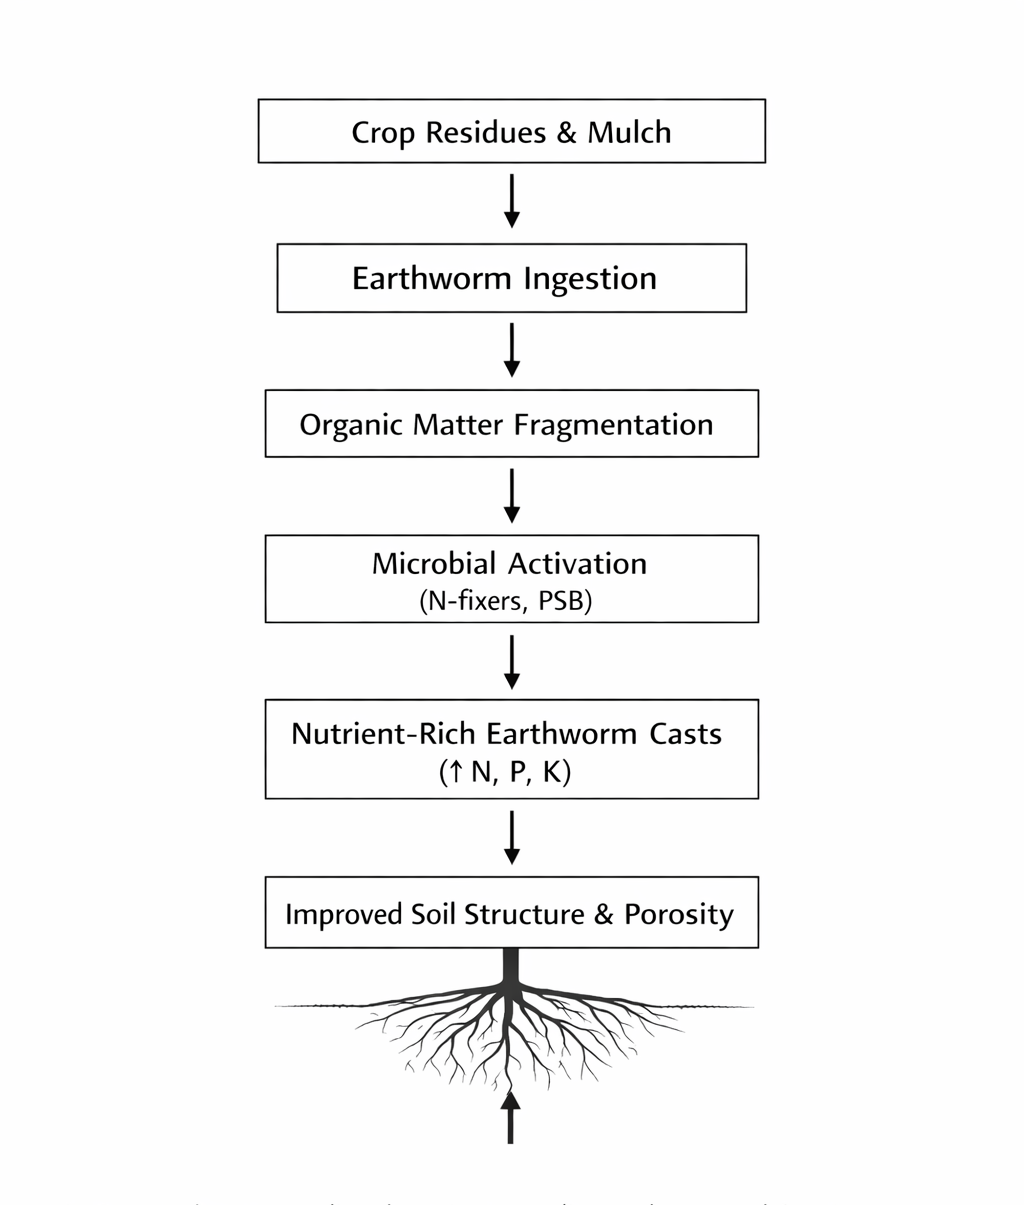 Crop Residues & Mulch
Earthworm Ingestion
Organic Matter Fragmentation
Microbial Activation
(N-fixers, PSB)
Nutrient-Rich Earthworm Casts
(↑ N, P, K)
Improved Soil Structure & Porosity